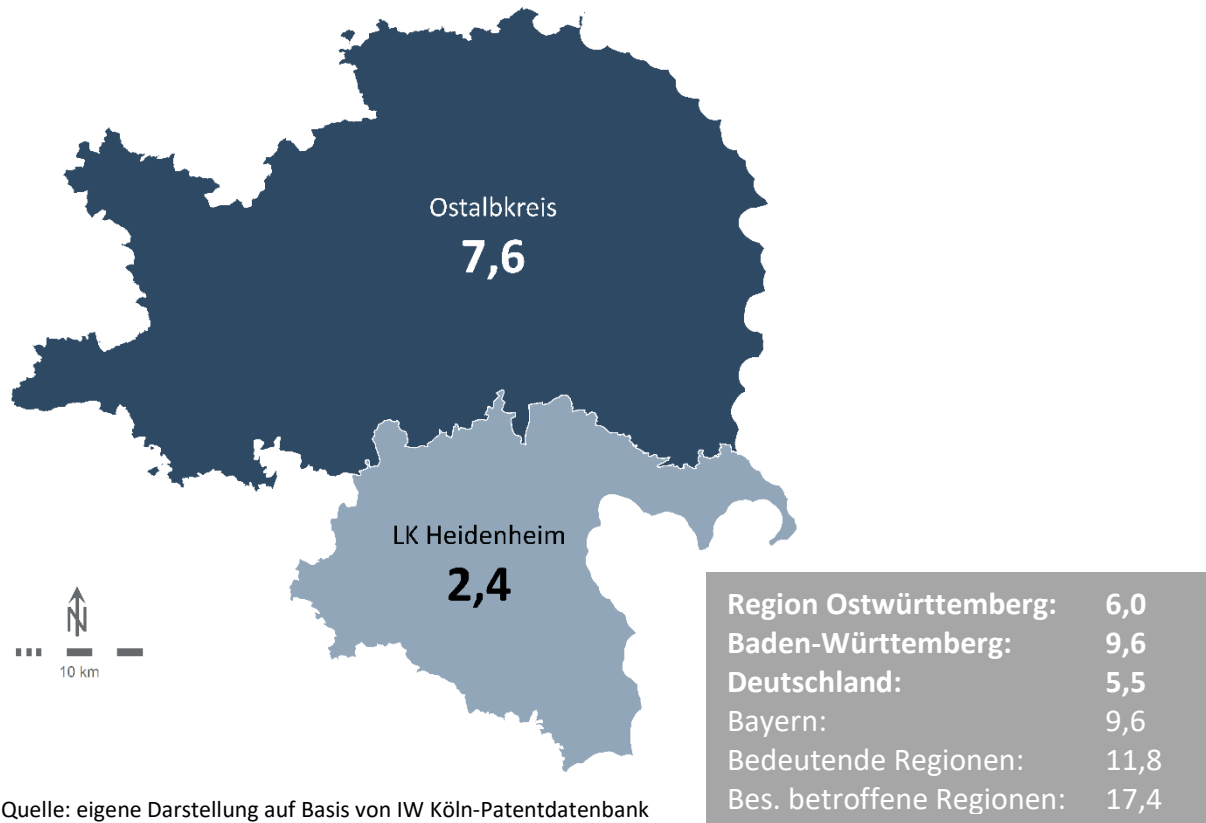 Ostalbkreis
7,6
LK Heidenheim
2,4
N
10 km
Region Ostwürttemberg: 6,0
Baden-Württemberg: 9,6
Deutschland: 5,5
Bayern: 9,6
Bedeutende Regionen: 11,8
Bes. betroffene Regionen: 17,4
Quelle: eigene Darstellung auf Basis von IW Köln-Patentdatenbank